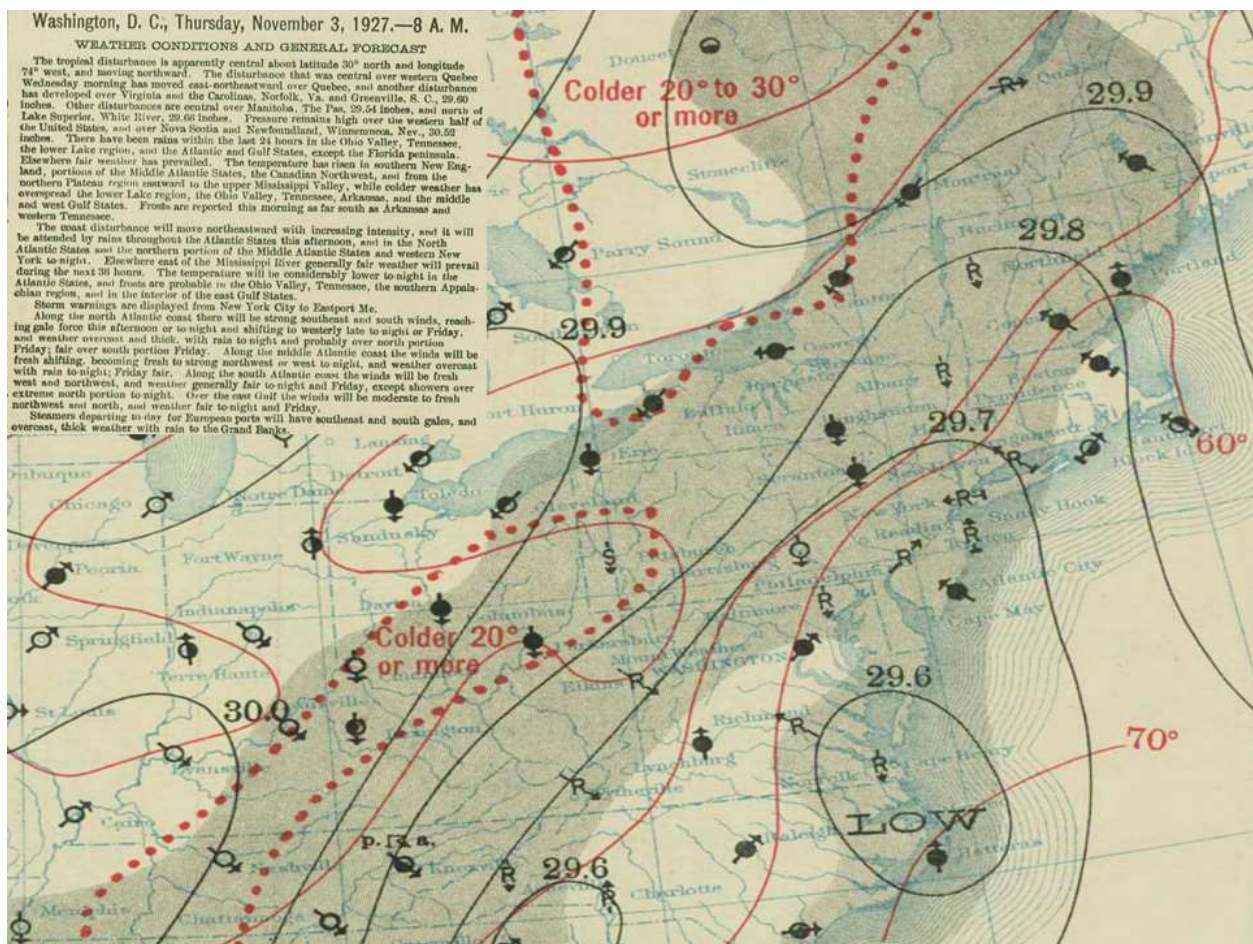 Washington, D. C., Thursday, November 3, 1927.—8 A. M.
WEATHER CONDITIONS AND GENERAL FORECAST
The tropical disturbance is apparently central about latitude 30° north and longitude
74° west, and moving northward. The disturbance that was central over western Quebec
Wednesday morning has moved east-northeastward over Quebec, and another disturbance
has developed over Virginia and the Carolinas, Norfolk, Va. and Greenville, S. C., 29.60
inches. Other disturbances are central over Manitoba, The Pas, 29.54 inches, and north of
Lake Superior, White River, 29.66 inches. Pressure remains high over the western half of
the United States, and over Nova Scotia and Newfoundland, Winnemucca, Nev., 30.52
inches. There have been rains within the last 24 hours in the Ohio Valley, Tennessee,
the lower Lake region, and the Atlantic and Gulf States, except the Florida peninsula.
Elsewhere fair weather has prevailed. The temperature has risen in southern New Eng-
land, portions of the Middle Atlantic States, the Canadian Northwest, and from the
northern Plateau region eastward to the upper Mississippi Valley, while colder weather has
overspread the lower Lake region, the Ohio Valley, Tennessee, Arkansas, and the middle
and west Gulf States. Frosts are reported this morning as far south as Arkansas and
western Tennessee.
The coast disturbance will move northeastward with increasing intensity, and it will
be attended by rains throughout the Atlantic States this afternoon, and in the North
Atlantic States and the northern portion of the Middle Atlantic States and western New
York to-night. Elsewhere east of the Mississippi River generally fair weather will prevail
during the next 36 hours. The temperature will be considerably lower to-night in the
Atlantic States, and frosts are probable in the Ohio Valley, Tennessee, the southern Appala-
chian region, and in the interior of the east Gulf States.
Storm warnings are displayed from New York City to Eastport Me.
Along the north Atlantic coast there will be strong southeast and south winds, reach-
ing gale force this afternoon or to-night and shifting to westerly late to-night or Friday,
and weather overcast and thick, with rain to-night and probably over north portion
Friday; fair over south portion Friday. Along the middle Atlantic coast the winds will be
fresh shifting, becoming fresh to strong northwest or west to-night, and weather overcast
with rain to-night; Friday fair. Along the south Atlantic coast the winds will be fresh
west and northwest, and weather generally fair to-night and Friday, except showers over
extreme north portion to-night. Over the east Gulf the winds will be moderate to fresh
northwest and north, and weather fair to-night and Friday.
Steamers departing to-day for European ports will have southeast and south gales, and
overcast, thick weather with rain to the Grand Banks.
Doucet
Colder 20° to 30°
or more
Quebec
29.9
Stonecliffe
Montreal
Parry Sound
29.8
Northfield
Portland
29.9
Toronto
Oswego
Canton
Port Huron
Buffalo
Ithaca
Albany
Binghamton
Boston
Providence
Nantucket
Narragansett
Block Id
60°
29.7
New Haven
Scranton
Erie
Lansing
Detroit
Dubuque
Chicago
Notre Dame
Toledo
Cleveland
New York
Sandy Hook
Reading
Trenton
Davenport
Peoria
Fort Wayne
Sandusky
Pittsburgh
Harrisburg
Philadelphia
Atlantic City
Indianapolis
Dayton
Columbus
Baltimore
Cape May
Springfield
Colder 20°
or more
Parkersburg
Mount Weather
WASHINGTON
Terre Haute
Cincinnati
Elkins
29.6
St Louis
30.0
Louisville
Lexington
Richmond
70°
Evansville
Lynchburg
Cape Henry
Wytheville
Norfolk
Cairo
LOW
Raleigh
Hatteras
p. a.
Nashville
Knoxville
29.6
Asheville
Charlotte
Memphis
Chattanooga
Greenville
R
S